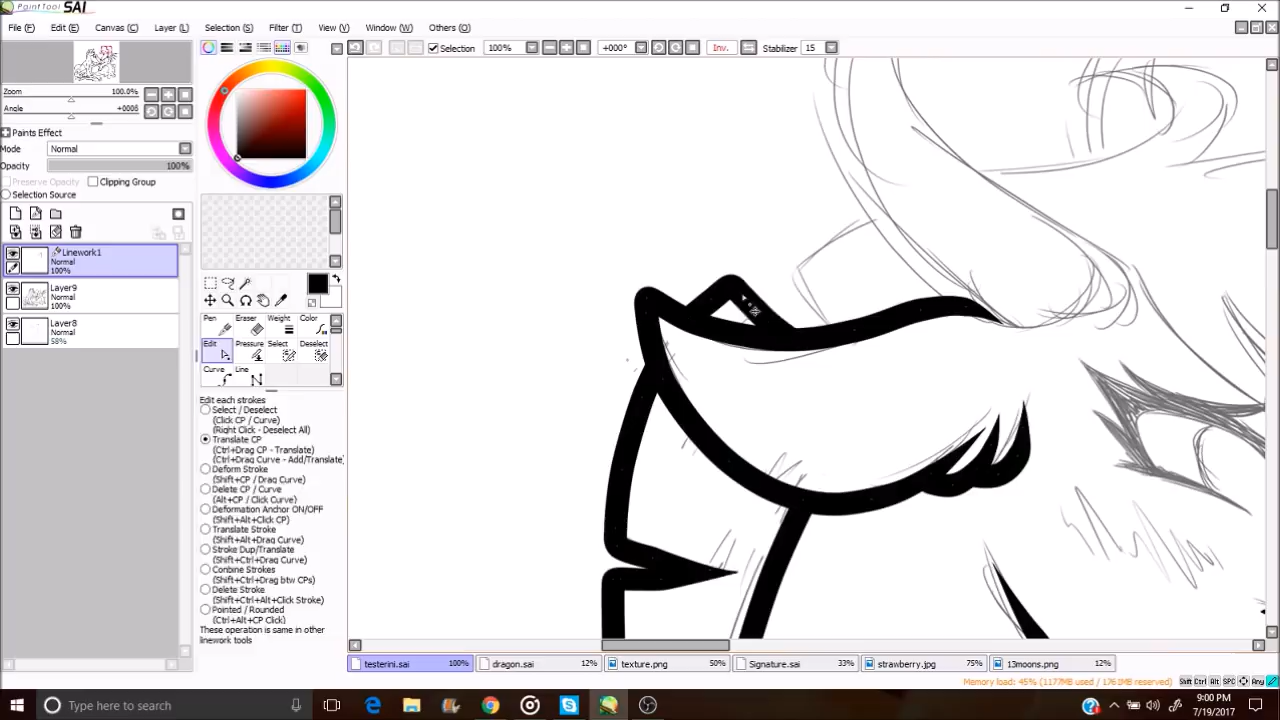 PaintTool SAI
File (F) Edit (E) Canvas (C) Layer (L) Selection (S) Filter (T) View (V) Window (W) Others (O)
Selection 100% +000° Inv. Stabilizer 15
Zoom 100.0%
Angle +000θ
Paints Effect
Mode Normal
Opacity 100%
Preserve Opacity Clipping Group
Selection Source
Linework1
Normal
100%
Layer9
Normal
100%
Layer8
Normal
58%
Pen Eraser Weight Color
Edit Pressure Select Deselect
Curve Line
Edit each strokes
Select / Deselect
(Click CP / Curve)
(Right Click - Deselect All)
Translate CP
(Ctrl+Drag CP - Translate)
(Ctrl+Drag Curve - Add/Translate)
Deform Stroke
(Shift+CP / Drag Curve)
Delete CP / Curve
(Alt+CP / Click Curve)
Deformation Anchor ON/OFF
(Shift+Alt+Click CP)
Translate Stroke
(Shift+Alt+Drag Curve)
Stroke Dup/Translate
(Shift+Ctrl+Drag Curve)
Conbine Strokes
(Shift+Ctrl+Drag btw CPs)
Delete Stroke
(Shift+Ctrl+Alt+Click Stroke)
Pointed / Rounded
(Ctrl+Alt+CP Click)
These operation is same in other
linework tools
testerini.sai 100% dragon.sai 12% texture.png 50% Signature.sai 33% strawberry.jpg 75% 13moons.png 12%
Memory load: 45% (1177MB used / 1761MB reserved) Shift Ctrl Alt SPC Any
Type here to search
9:00 PM
7/19/2017